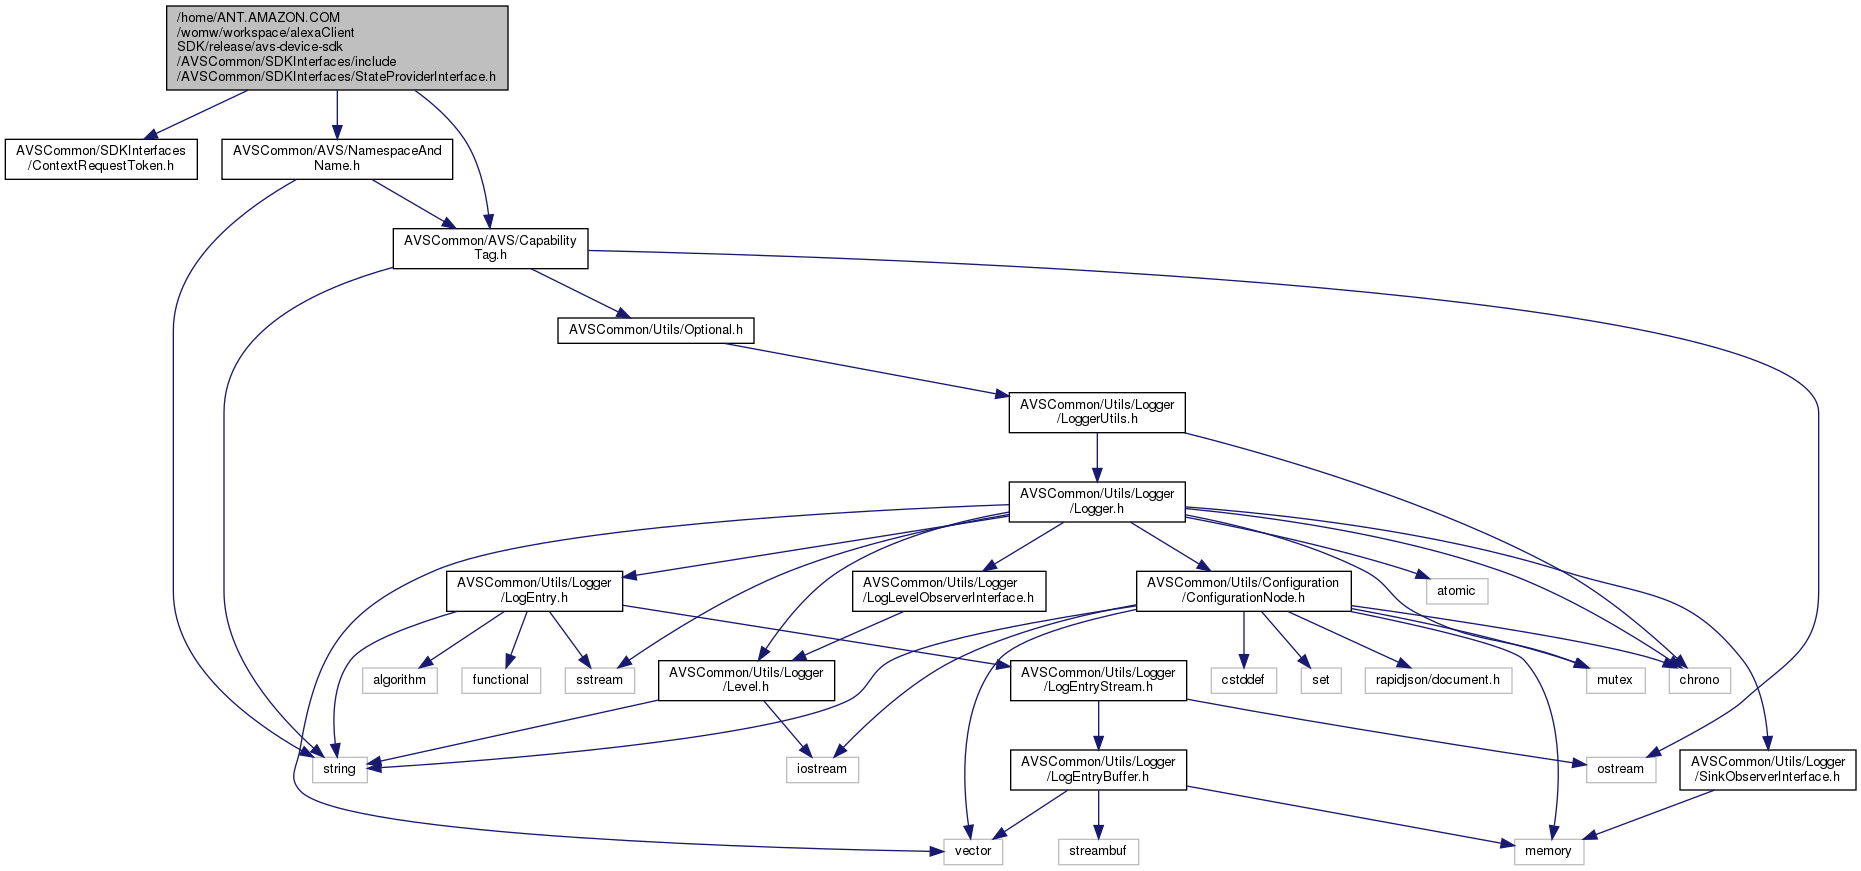 /home/ANT.AMAZON.COM
/womw/workspace/alexaClient
SDK/release/avs-device-sdk
/AVSCommon/SDKInterfaces/include
/AVSCommon/SDKInterfaces/StateProviderInterface.h
AVSCommon/SDKInterfaces
/ContextRequestToken.h
AVSCommon/AVS/NamespaceAnd
Name.h
AVSCommon/AVS/Capability
Tag.h
AVSCommon/Utils/Optional.h
AVSCommon/Utils/Logger
/LoggerUtils.h
AVSCommon/Utils/Logger
/Logger.h
AVSCommon/Utils/Logger
/LogEntry.h
AVSCommon/Utils/Logger
/LogLevelObserverInterface.h
AVSCommon/Utils/Configuration
/ConfigurationNode.h
atomic
algorithm
functional
sstream
AVSCommon/Utils/Logger
/Level.h
AVSCommon/Utils/Logger
/LogEntryStream.h
cstddef
set
rapidjson/document.h
mutex
chrono
string
iostream
AVSCommon/Utils/Logger
/LogEntryBuffer.h
ostream
AVSCommon/Utils/Logger
/SinkObserverInterface.h
vector
streambuf
memory